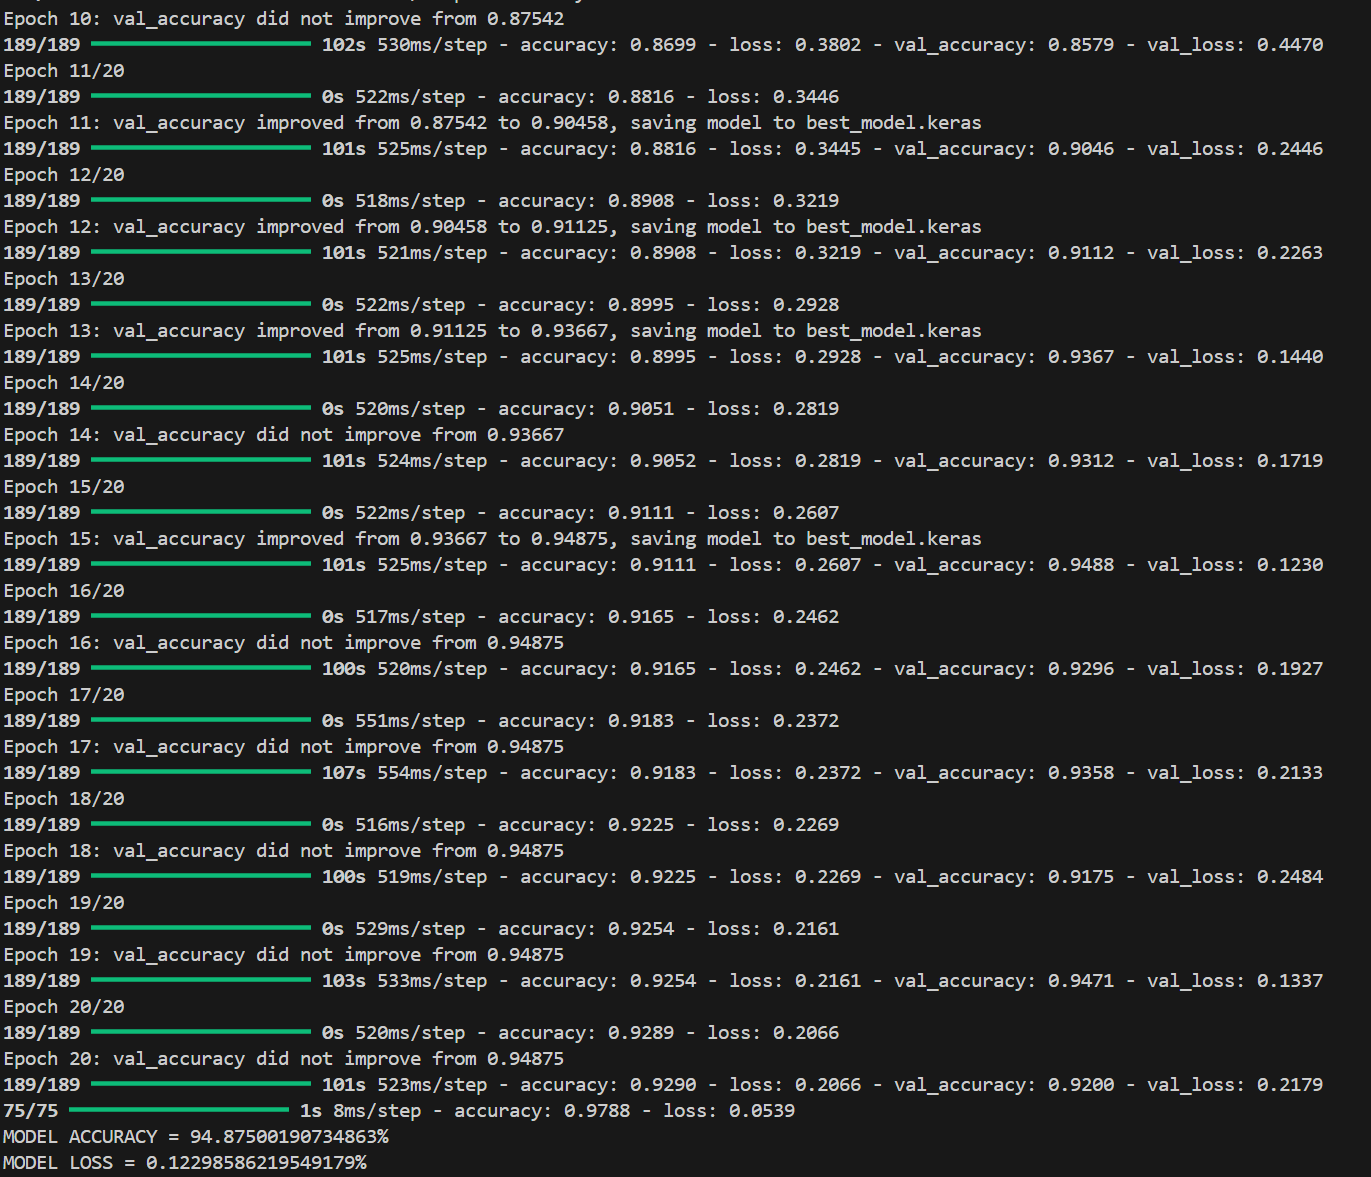 Epoch 10: val_accuracy did not improve from 0.87542
189/189 102s 530ms/step - accuracy: 0.8699 - loss: 0.3802 - val_accuracy: 0.8579 - val_loss: 0.4470
Epoch 11/20
189/189 0s 522ms/step - accuracy: 0.8816 - loss: 0.3446
Epoch 11: val_accuracy improved from 0.87542 to 0.90458, saving model to best_model.keras
189/189 101s 525ms/step - accuracy: 0.8816 - loss: 0.3445 - val_accuracy: 0.9046 - val_loss: 0.2446
Epoch 12/20
189/189 0s 518ms/step - accuracy: 0.8908 - loss: 0.3219
Epoch 12: val_accuracy improved from 0.90458 to 0.91125, saving model to best_model.keras
189/189 101s 521ms/step - accuracy: 0.8908 - loss: 0.3219 - val_accuracy: 0.9112 - val_loss: 0.2263
Epoch 13/20
189/189 0s 522ms/step - accuracy: 0.8995 - loss: 0.2928
Epoch 13: val_accuracy improved from 0.91125 to 0.93667, saving model to best_model.keras
189/189 101s 525ms/step - accuracy: 0.8995 - loss: 0.2928 - val_accuracy: 0.9367 - val_loss: 0.1440
Epoch 14/20
189/189 0s 520ms/step - accuracy: 0.9051 - loss: 0.2819
Epoch 14: val_accuracy did not improve from 0.93667
189/189 101s 524ms/step - accuracy: 0.9052 - loss: 0.2819 - val_accuracy: 0.9312 - val_loss: 0.1719
Epoch 15/20
189/189 0s 522ms/step - accuracy: 0.9111 - loss: 0.2607
Epoch 15: val_accuracy improved from 0.93667 to 0.94875, saving model to best_model.keras
189/189 101s 525ms/step - accuracy: 0.9111 - loss: 0.2607 - val_accuracy: 0.9488 - val_loss: 0.1230
Epoch 16/20
189/189 0s 517ms/step - accuracy: 0.9165 - loss: 0.2462
Epoch 16: val_accuracy did not improve from 0.94875
189/189 100s 520ms/step - accuracy: 0.9165 - loss: 0.2462 - val_accuracy: 0.9296 - val_loss: 0.1927
Epoch 17/20
189/189 0s 551ms/step - accuracy: 0.9183 - loss: 0.2372
Epoch 17: val_accuracy did not improve from 0.94875
189/189 107s 554ms/step - accuracy: 0.9183 - loss: 0.2372 - val_accuracy: 0.9358 - val_loss: 0.2133
Epoch 18/20
189/189 0s 516ms/step - accuracy: 0.9225 - loss: 0.2269
Epoch 18: val_accuracy did not improve from 0.94875
189/189 100s 519ms/step - accuracy: 0.9225 - loss: 0.2269 - val_accuracy: 0.9175 - val_loss: 0.2484
Epoch 19/20
189/189 0s 529ms/step - accuracy: 0.9254 - loss: 0.2161
Epoch 19: val_accuracy did not improve from 0.94875
189/189 103s 533ms/step - accuracy: 0.9254 - loss: 0.2161 - val_accuracy: 0.9471 - val_loss: 0.1337
Epoch 20/20
189/189 0s 520ms/step - accuracy: 0.9289 - loss: 0.2066
Epoch 20: val_accuracy did not improve from 0.94875
189/189 101s 523ms/step - accuracy: 0.9290 - loss: 0.2066 - val_accuracy: 0.9200 - val_loss: 0.2179
75/75 1s 8ms/step - accuracy: 0.9788 - loss: 0.0539
MODEL ACCURACY = 94.87500190734863%
MODEL LOSS = 0.12298586219549179%